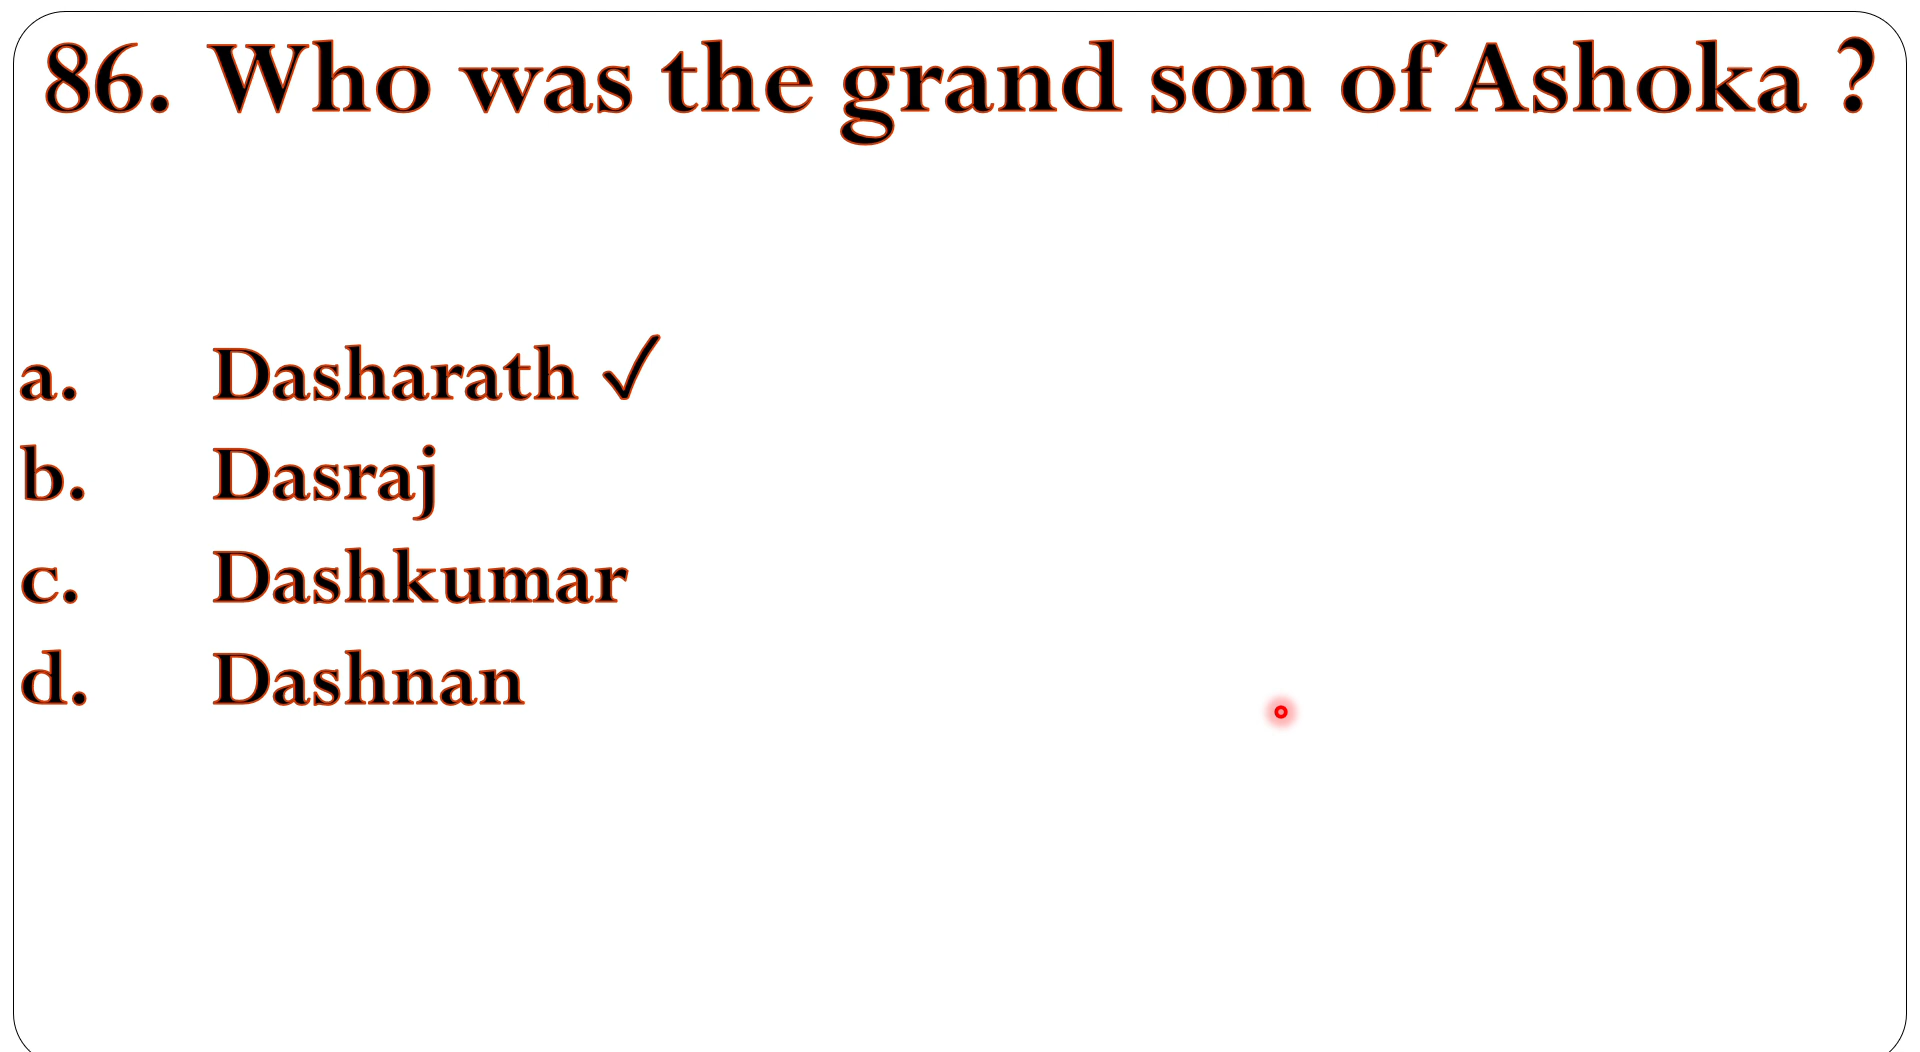 86. Who was the grand son of Ashoka ?
a. Dasharath ✓
b. Dasraj
c. Dashkumar
d. Dashnan